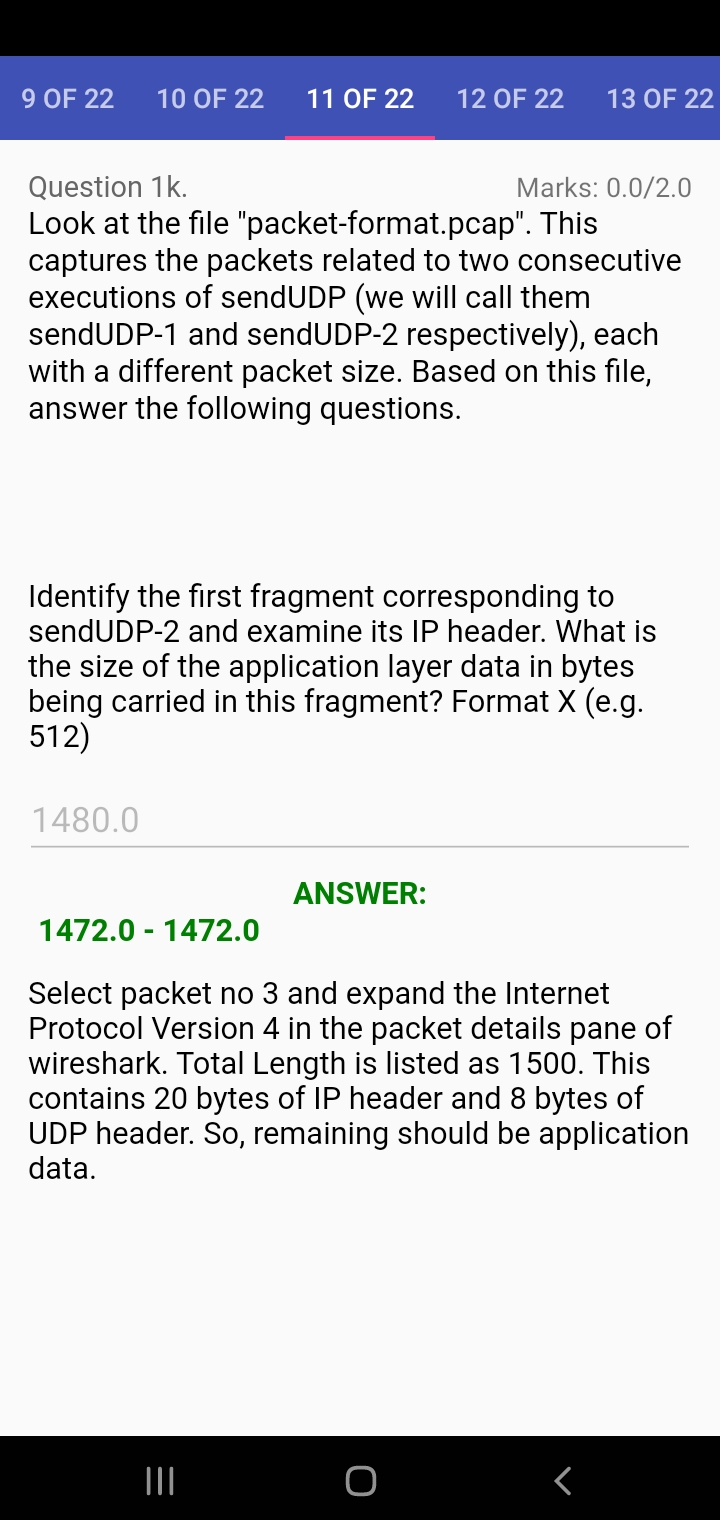 9 OF 22 10 OF 22 11 OF 22 12 OF 22 13 OF 22
Question 1k. Marks: 0.0/2.0
Look at the file "packet-format.pcap". This
captures the packets related to two consecutive
executions of sendUDP (we will call them
sendUDP-1 and sendUDP-2 respectively), each
with a different packet size. Based on this file,
answer the following questions.
Identify the first fragment corresponding to
sendUDP-2 and examine its IP header. What is
the size of the application layer data in bytes
being carried in this fragment? Format X (e.g.
512)
1480.0
ANSWER:
1472.0 - 1472.0
Select packet no 3 and expand the Internet
Protocol Version 4 in the packet details pane of
wireshark. Total Length is listed as 1500. This
contains 20 bytes of IP header and 8 bytes of
UDP header. So, remaining should be application
data.